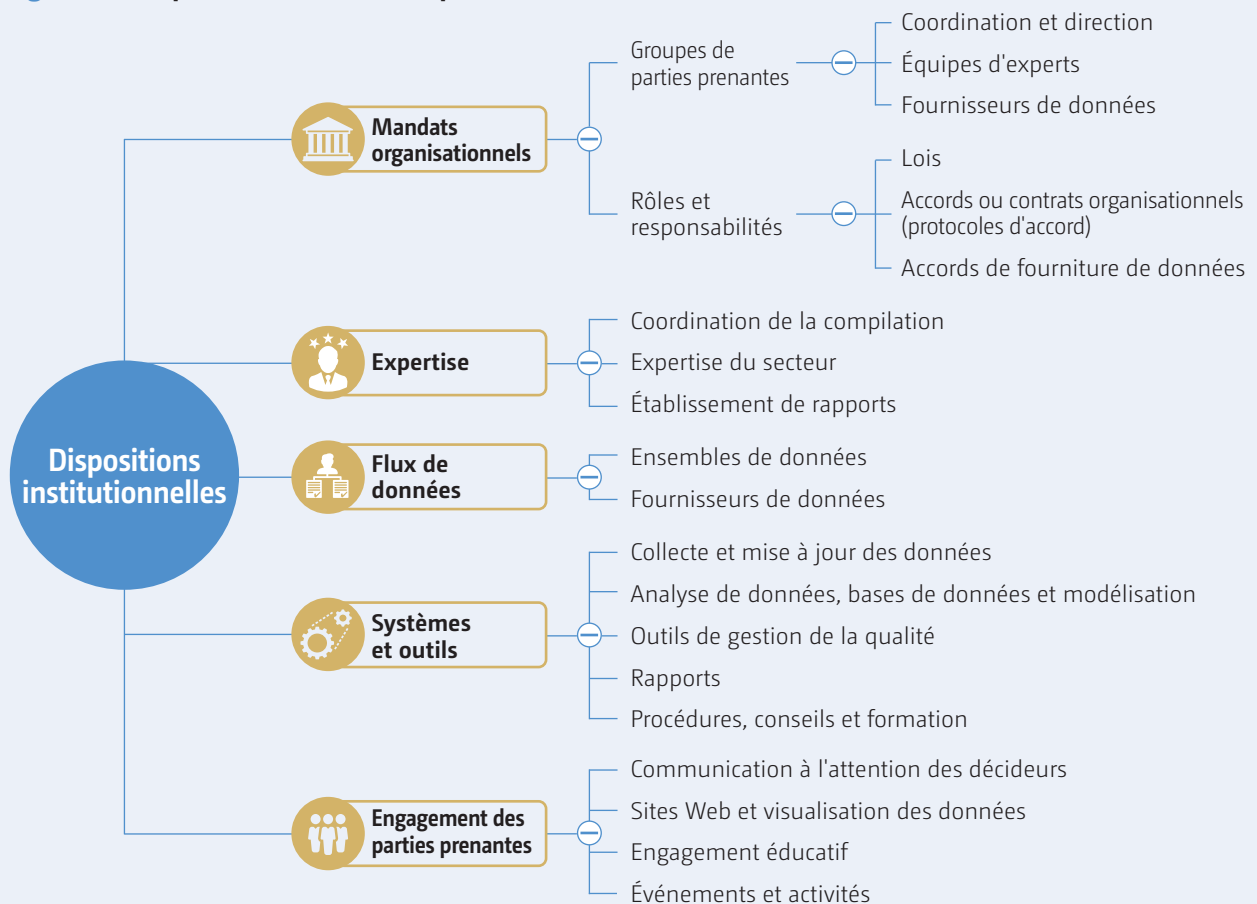 Dispositions
institutionnelles
Mandats
organisationnels
Groupes de
parties prenantes
Coordination et direction
Équipes d'experts
Fournisseurs de données
Rôles et
responsabilités
Lois
Accords ou contrats organisationnels
(protocoles d'accord)
Accords de fourniture de données
Expertise
Coordination de la compilation
Expertise du secteur
Établissement de rapports
Flux de
données
Ensembles de données
Fournisseurs de données
Systèmes
et outils
Collecte et mise à jour des données
Analyse de données, bases de données et modélisation
Outils de gestion de la qualité
Rapports
Procédures, conseils et formation
Engagement des
parties prenantes
Communication à l'attention des décideurs
Sites Web et visualisation des données
Engagement éducatif
Événements et activités